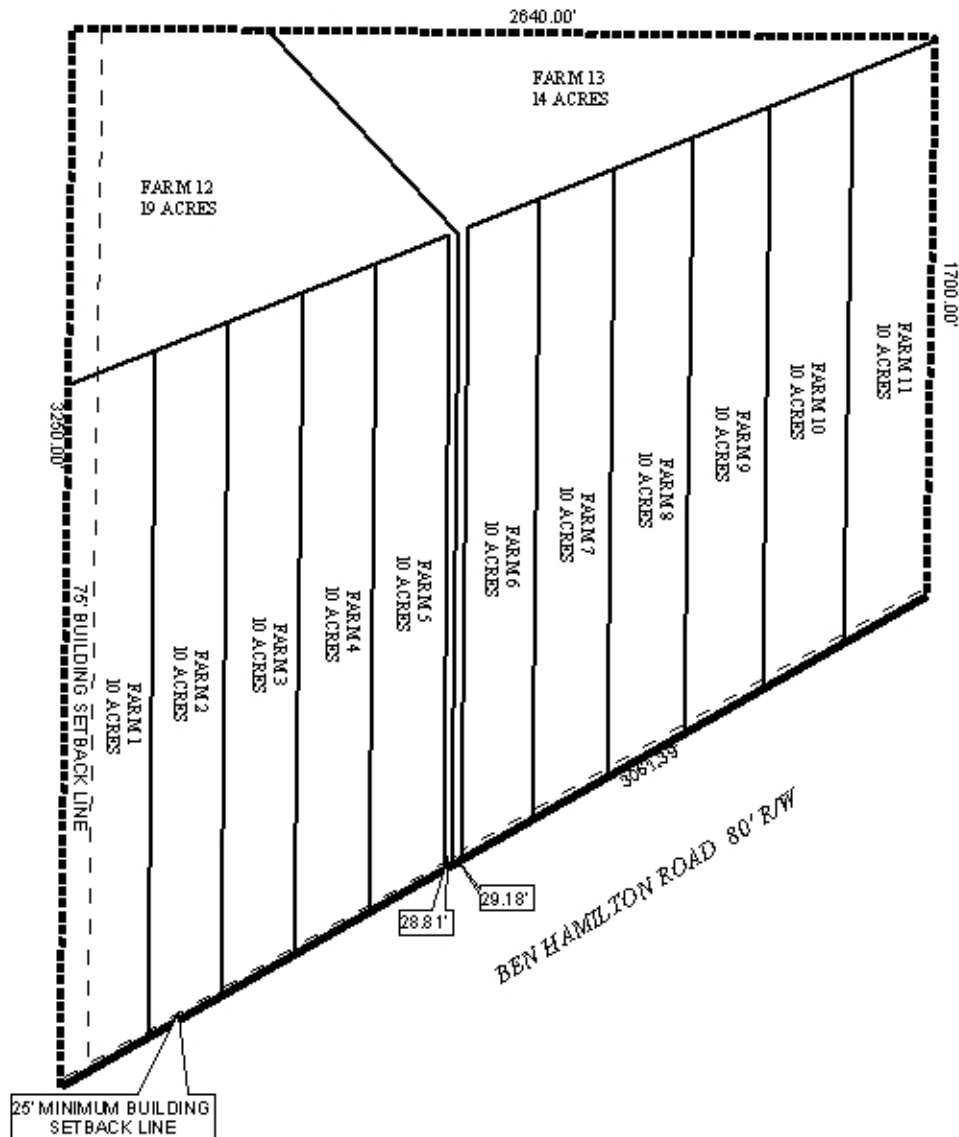 2640.00'
FARM 13
14 ACRES
FARM 12
19 ACRES
1700.00'
3250.00'
75' BUILDING SETBACK LINE
FARM 1
10 ACRES
FARM 2
10 ACRES
FARM 3
10 ACRES
FARM 4
10 ACRES
FARM 5
10 ACRES
FARM 6
10 ACRES
FARM 7
10 ACRES
FARM 8
10 ACRES
FARM 9
10 ACRES
FARM 10
10 ACRES
FARM 11
10 ACRES
3061.39
BEN HAMILTON ROAD 80' R/W
28.81'
29.18'
25' MINIMUM BUILDING
SETBACK LINE